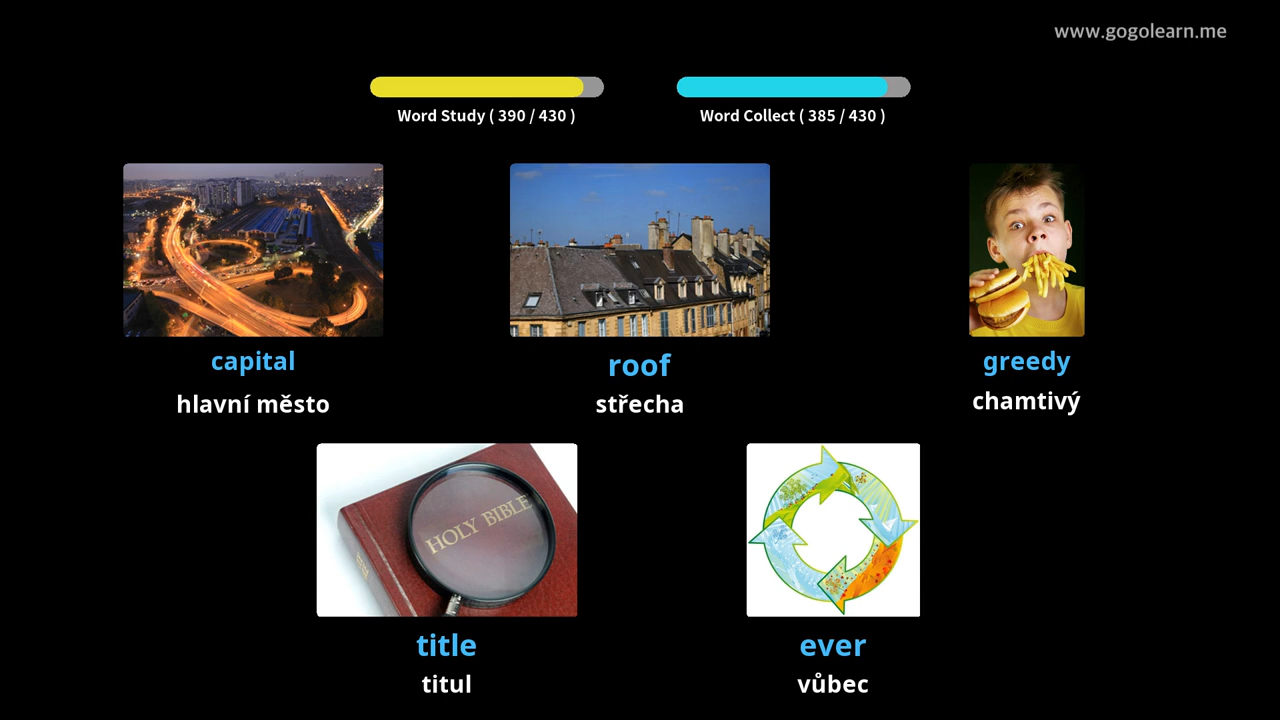 www.gogolearn.me
Word Study ( 390 / 430 )
Word Collect ( 385 / 430 )
capital
roof
greedy
hlavní město
střecha
chamtivý
HOLY BIBLE
title
ever
titul
vůbec